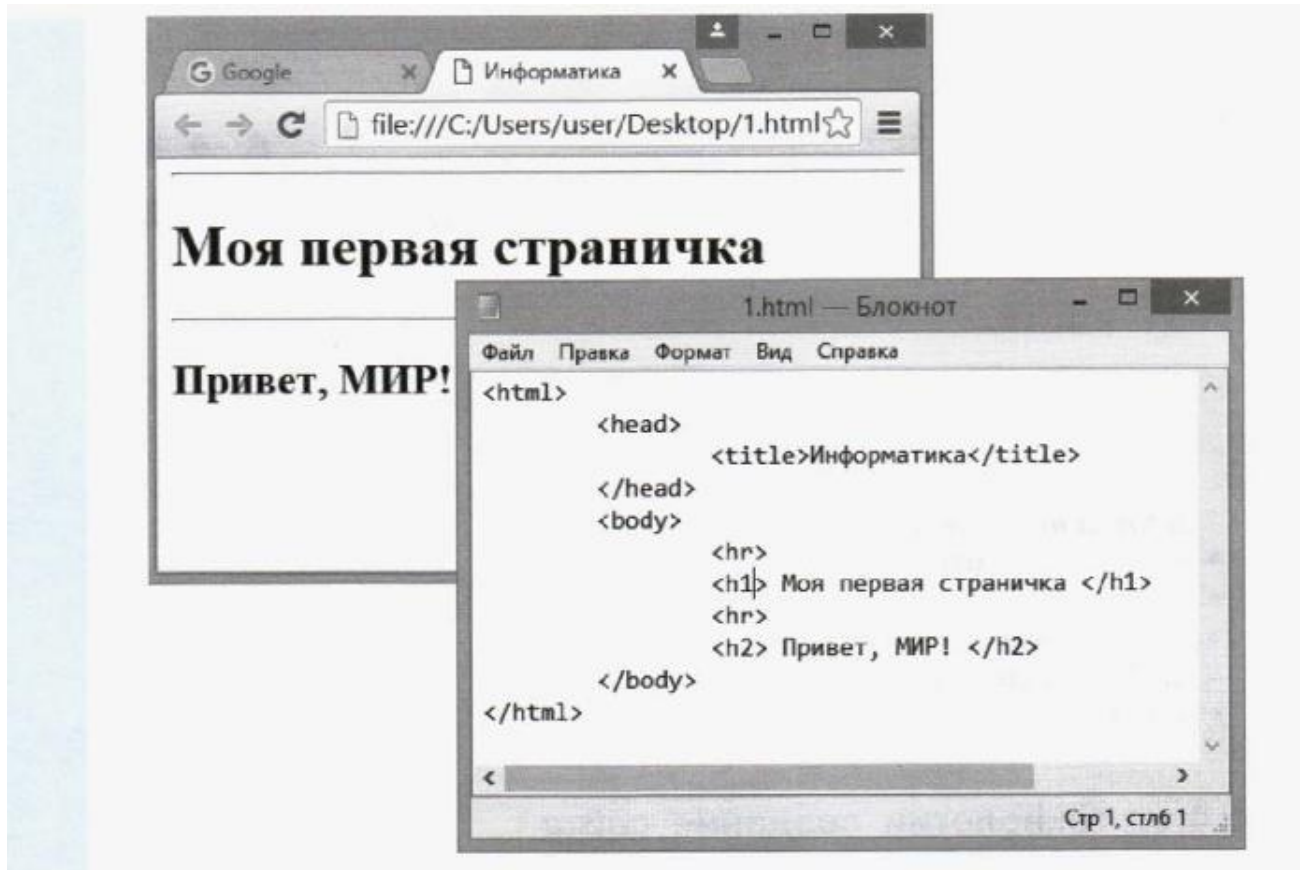 Google
Информатика
file:///C:/Users/user/Desktop/1.html
Моя первая страничка
Привет, МИР!
1.html — Блокнот
Файл Правка Формат Вид Справка
<html>
<head>
<title>Информатика</title>
</head>
<body>
<hr>
<h1> Моя первая страничка </h1>
<hr>
<h2> Привет, МИР! </h2>
</body>
</html>
Стр 1, стлб 1